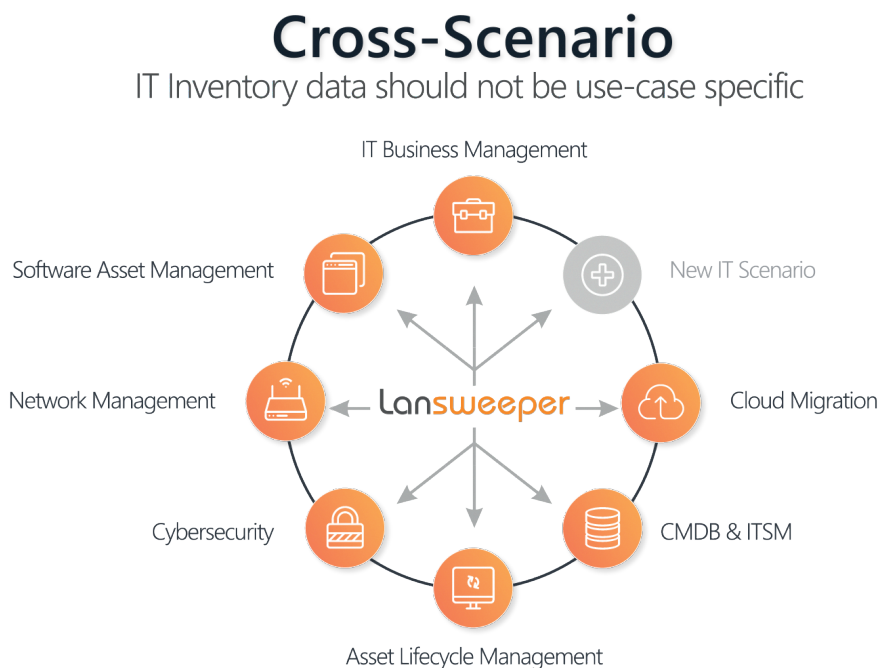 Cross-Scenario
IT Inventory data should not be use-case specific
IT Business Management
Software Asset Management
New IT Scenario
Network Management
Lansweeper
Cloud Migration
Cybersecurity
CMDB & ITSM
Asset Lifecycle Management